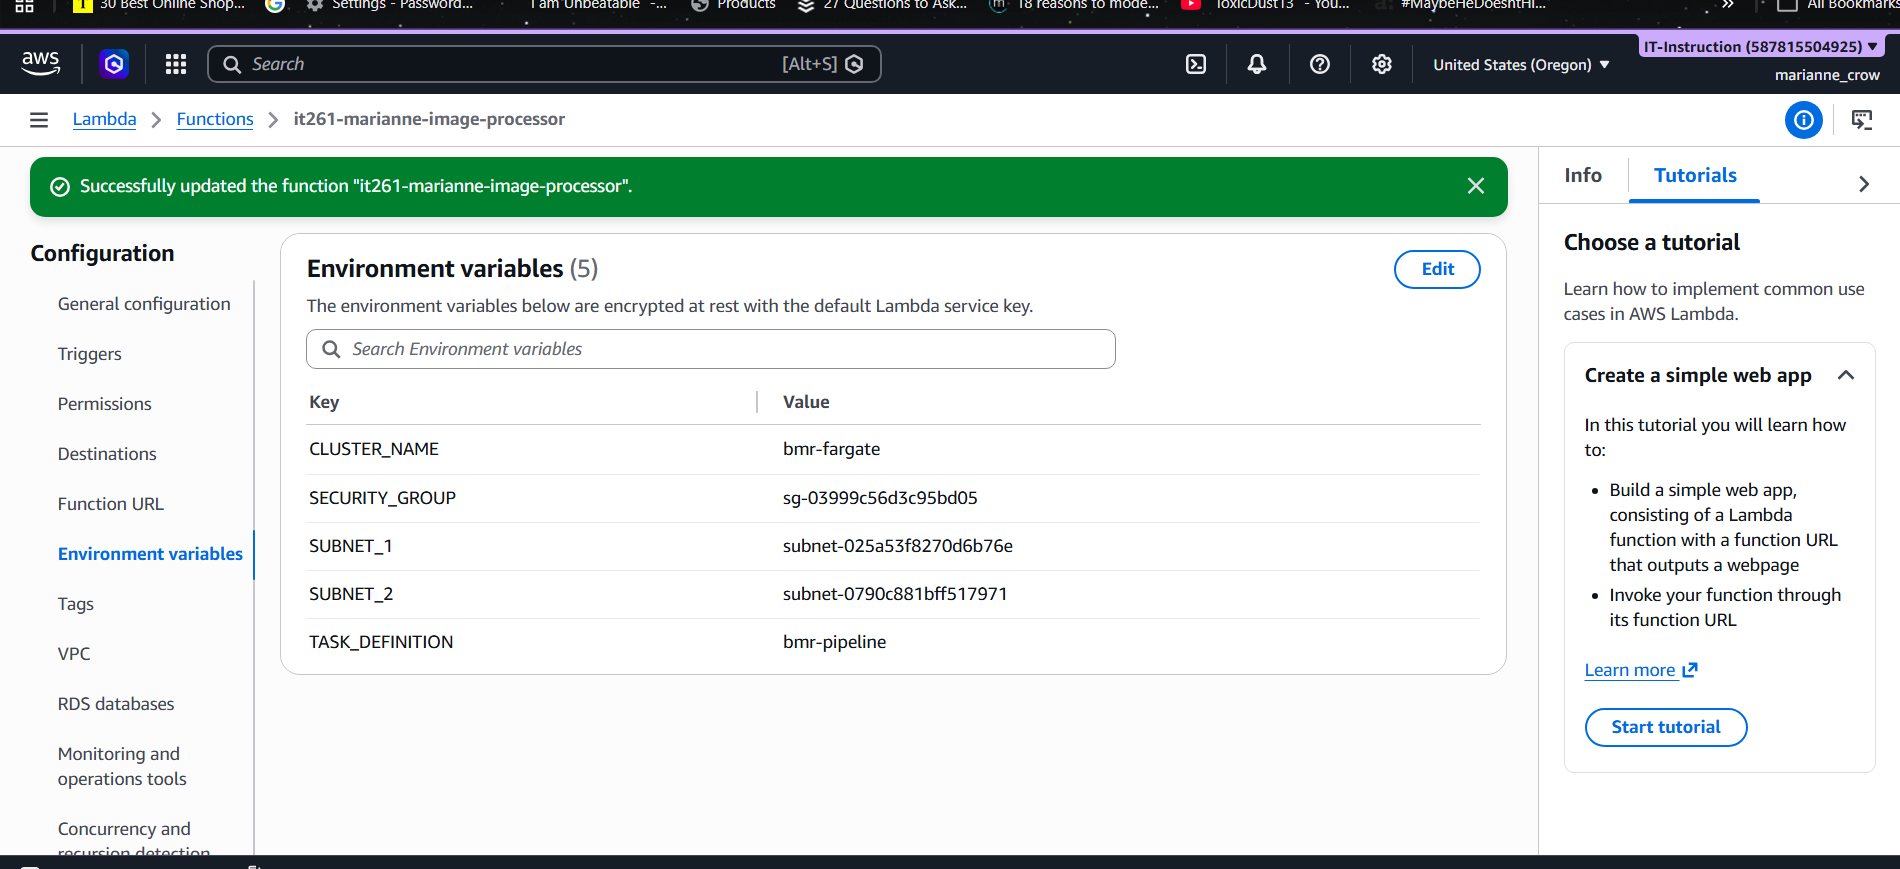 30 Best Online Shop...
Settings - Password...
I am Unbeatable -...
Products
27 Questions to Ask...
18 reasons to mode...
ToxicDust13 - You...
#MaybeHeDoesntHi...
All Bookmarks
aws
Search
[Alt+S]
United States (Oregon)
IT-Instruction (587815504925)
marianne_crow
Lambda
Functions
it261-marianne-image-processor
Successfully updated the function "it261-marianne-image-processor".
Info
Tutorials
Configuration
General configuration
Triggers
Permissions
Destinations
Function URL
Environment variables
Tags
VPC
RDS databases
Monitoring and
operations tools
Concurrency and
recursion detection
Environment variables (5)
Edit
The environment variables below are encrypted at rest with the default Lambda service key.
Search Environment variables
Key Value
CLUSTER_NAME bmr-fargate
SECURITY_GROUP sg-03999c56d3c95bd05
SUBNET_1 subnet-025a53f8270d6b76e
SUBNET_2 subnet-0790c881bff517971
TASK_DEFINITION bmr-pipeline
Choose a tutorial
Learn how to implement common use
cases in AWS Lambda.
Create a simple web app
In this tutorial you will learn how
to:
• Build a simple web app,
consisting of a Lambda
function with a function URL
that outputs a webpage
• Invoke your function through
its function URL
Learn more
Start tutorial